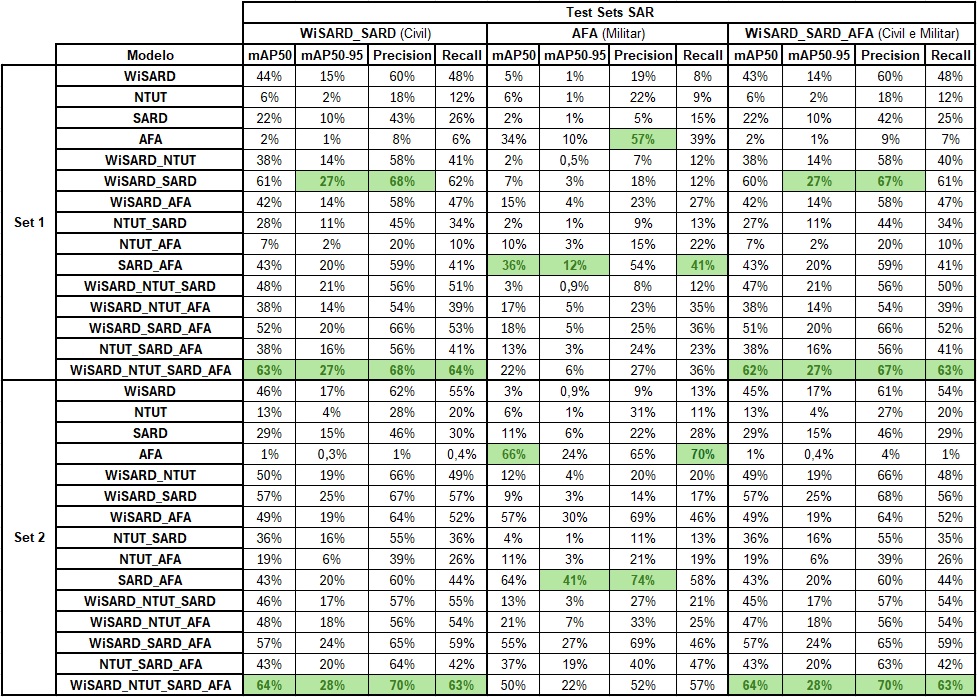 Test Sets SAR
WiSARD_SARD (Civil) AFA (Militar) WiSARD_SARD_AFA (Civil e Militar)
Modelo mAP50 mAP50-95 Precision Recall mAP50 mAP50-95 Precision Recall mAP50 mAP50-95 Precision Recall
WiSARD 44% 15% 60% 48% 5% 1% 19% 8% 43% 14% 60% 48%
NTUT 6% 2% 18% 12% 6% 1% 22% 9% 6% 2% 18% 12%
SARD 22% 10% 43% 26% 2% 1% 5% 15% 22% 10% 42% 25%
AFA 2% 1% 8% 6% 34% 10% 57% 39% 2% 1% 9% 7%
WiSARD_NTUT 38% 14% 58% 41% 2% 0,5% 7% 12% 38% 14% 58% 40%
WiSARD_SARD 61% 27% 68% 62% 7% 3% 18% 12% 60% 27% 67% 61%
WiSARD_AFA 42% 14% 58% 47% 15% 4% 23% 27% 42% 14% 58% 47%
Set 1 NTUT_SARD 28% 11% 45% 34% 2% 1% 9% 13% 27% 11% 44% 34%
NTUT_AFA 7% 2% 20% 10% 10% 3% 15% 22% 7% 2% 20% 10%
SARD_AFA 43% 20% 59% 41% 36% 12% 54% 41% 43% 20% 59% 41%
WiSARD_NTUT_SARD 48% 21% 56% 51% 3% 0,9% 8% 12% 47% 21% 56% 50%
WiSARD_NTUT_AFA 38% 14% 54% 39% 17% 5% 23% 35% 38% 14% 54% 39%
WiSARD_SARD_AFA 52% 20% 66% 53% 18% 5% 25% 36% 51% 20% 66% 52%
NTUT_SARD_AFA 38% 16% 56% 41% 13% 3% 24% 23% 38% 16% 56% 41%
WiSARD_NTUT_SARD_AFA 63% 27% 68% 64% 22% 6% 27% 36% 62% 27% 67% 63%
WiSARD 46% 17% 62% 55% 3% 0,9% 9% 13% 45% 17% 61% 54%
NTUT 13% 4% 28% 20% 6% 1% 31% 11% 13% 4% 27% 20%
SARD 29% 15% 46% 30% 11% 6% 22% 28% 29% 15% 46% 29%
AFA 1% 0,3% 1% 0,4% 66% 24% 65% 70% 1% 0,4% 4% 1%
WiSARD_NTUT 50% 19% 66% 49% 12% 4% 20% 20% 49% 19% 66% 48%
WiSARD_SARD 57% 25% 67% 57% 9% 3% 14% 17% 57% 25% 68% 56%
WiSARD_AFA 49% 19% 64% 52% 57% 30% 69% 46% 49% 19% 64% 52%
Set 2 NTUT_SARD 36% 16% 55% 36% 4% 1% 11% 13% 36% 16% 55% 35%
NTUT_AFA 19% 6% 39% 26% 11% 3% 21% 19% 19% 6% 39% 26%
SARD_AFA 43% 20% 60% 44% 64% 41% 74% 58% 43% 20% 60% 44%
WiSARD_NTUT_SARD 46% 17% 57% 55% 13% 3% 27% 21% 45% 17% 57% 54%
WiSARD_NTUT_AFA 48% 18% 56% 54% 21% 7% 33% 25% 47% 18% 56% 54%
WiSARD_SARD_AFA 57% 24% 65% 59% 55% 27% 69% 46% 57% 24% 65% 59%
NTUT_SARD_AFA 43% 20% 64% 42% 37% 19% 40% 47% 43% 20% 63% 42%
WiSARD_NTUT_SARD_AFA 64% 28% 70% 63% 50% 22% 52% 57% 64% 28% 70% 63%